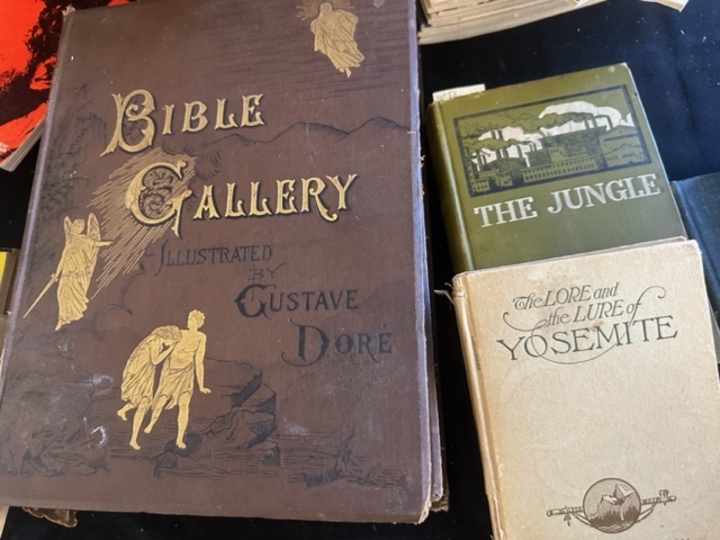 BIBLE
GALLERY
ILLUSTRATED
BY
GUSTAVE
DORÉ
THE JUNGLE
The LORE and
the LURE of
YOSEMITE